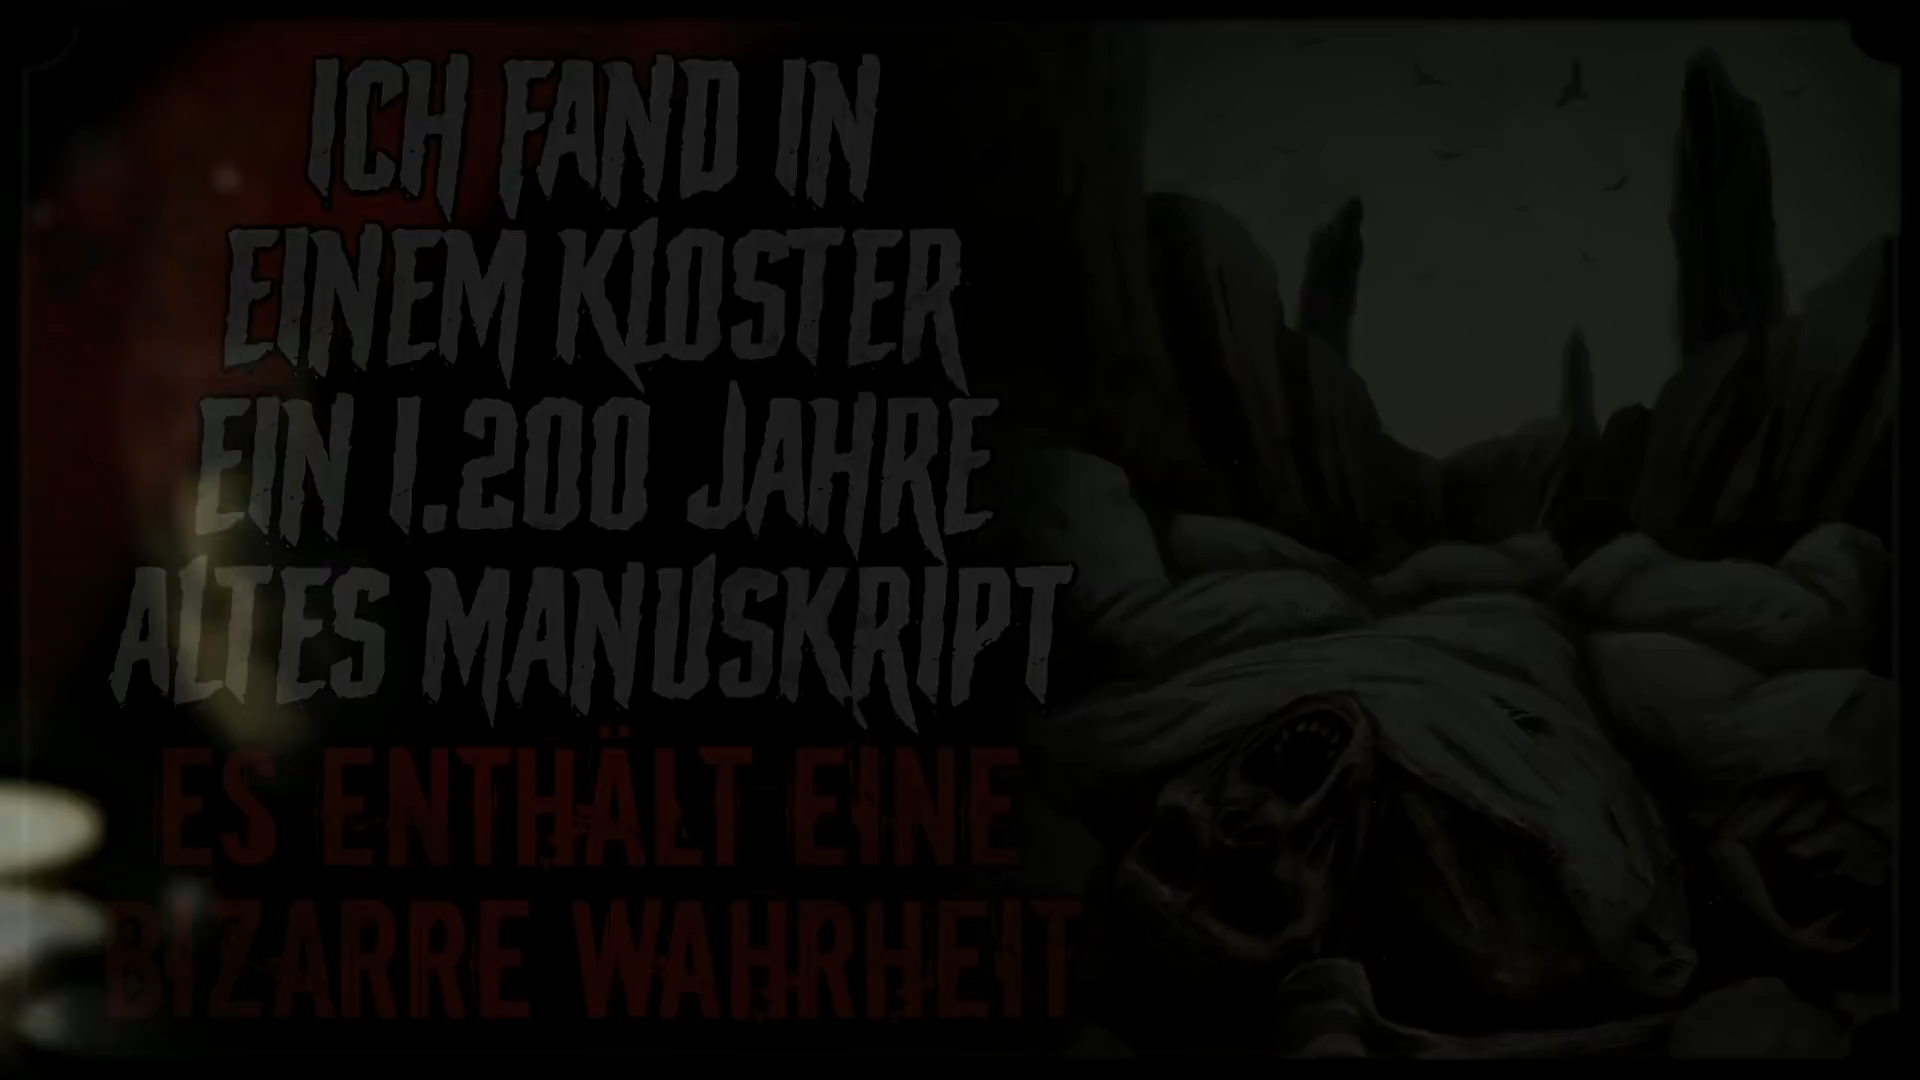 ICH FAND IN
EINEM KLOSTER
EIN 1.200 JAHRE
ALTES MANUSKRIPT
ES ENTHÄLT EINE
BIZARRE WAHRHEIT